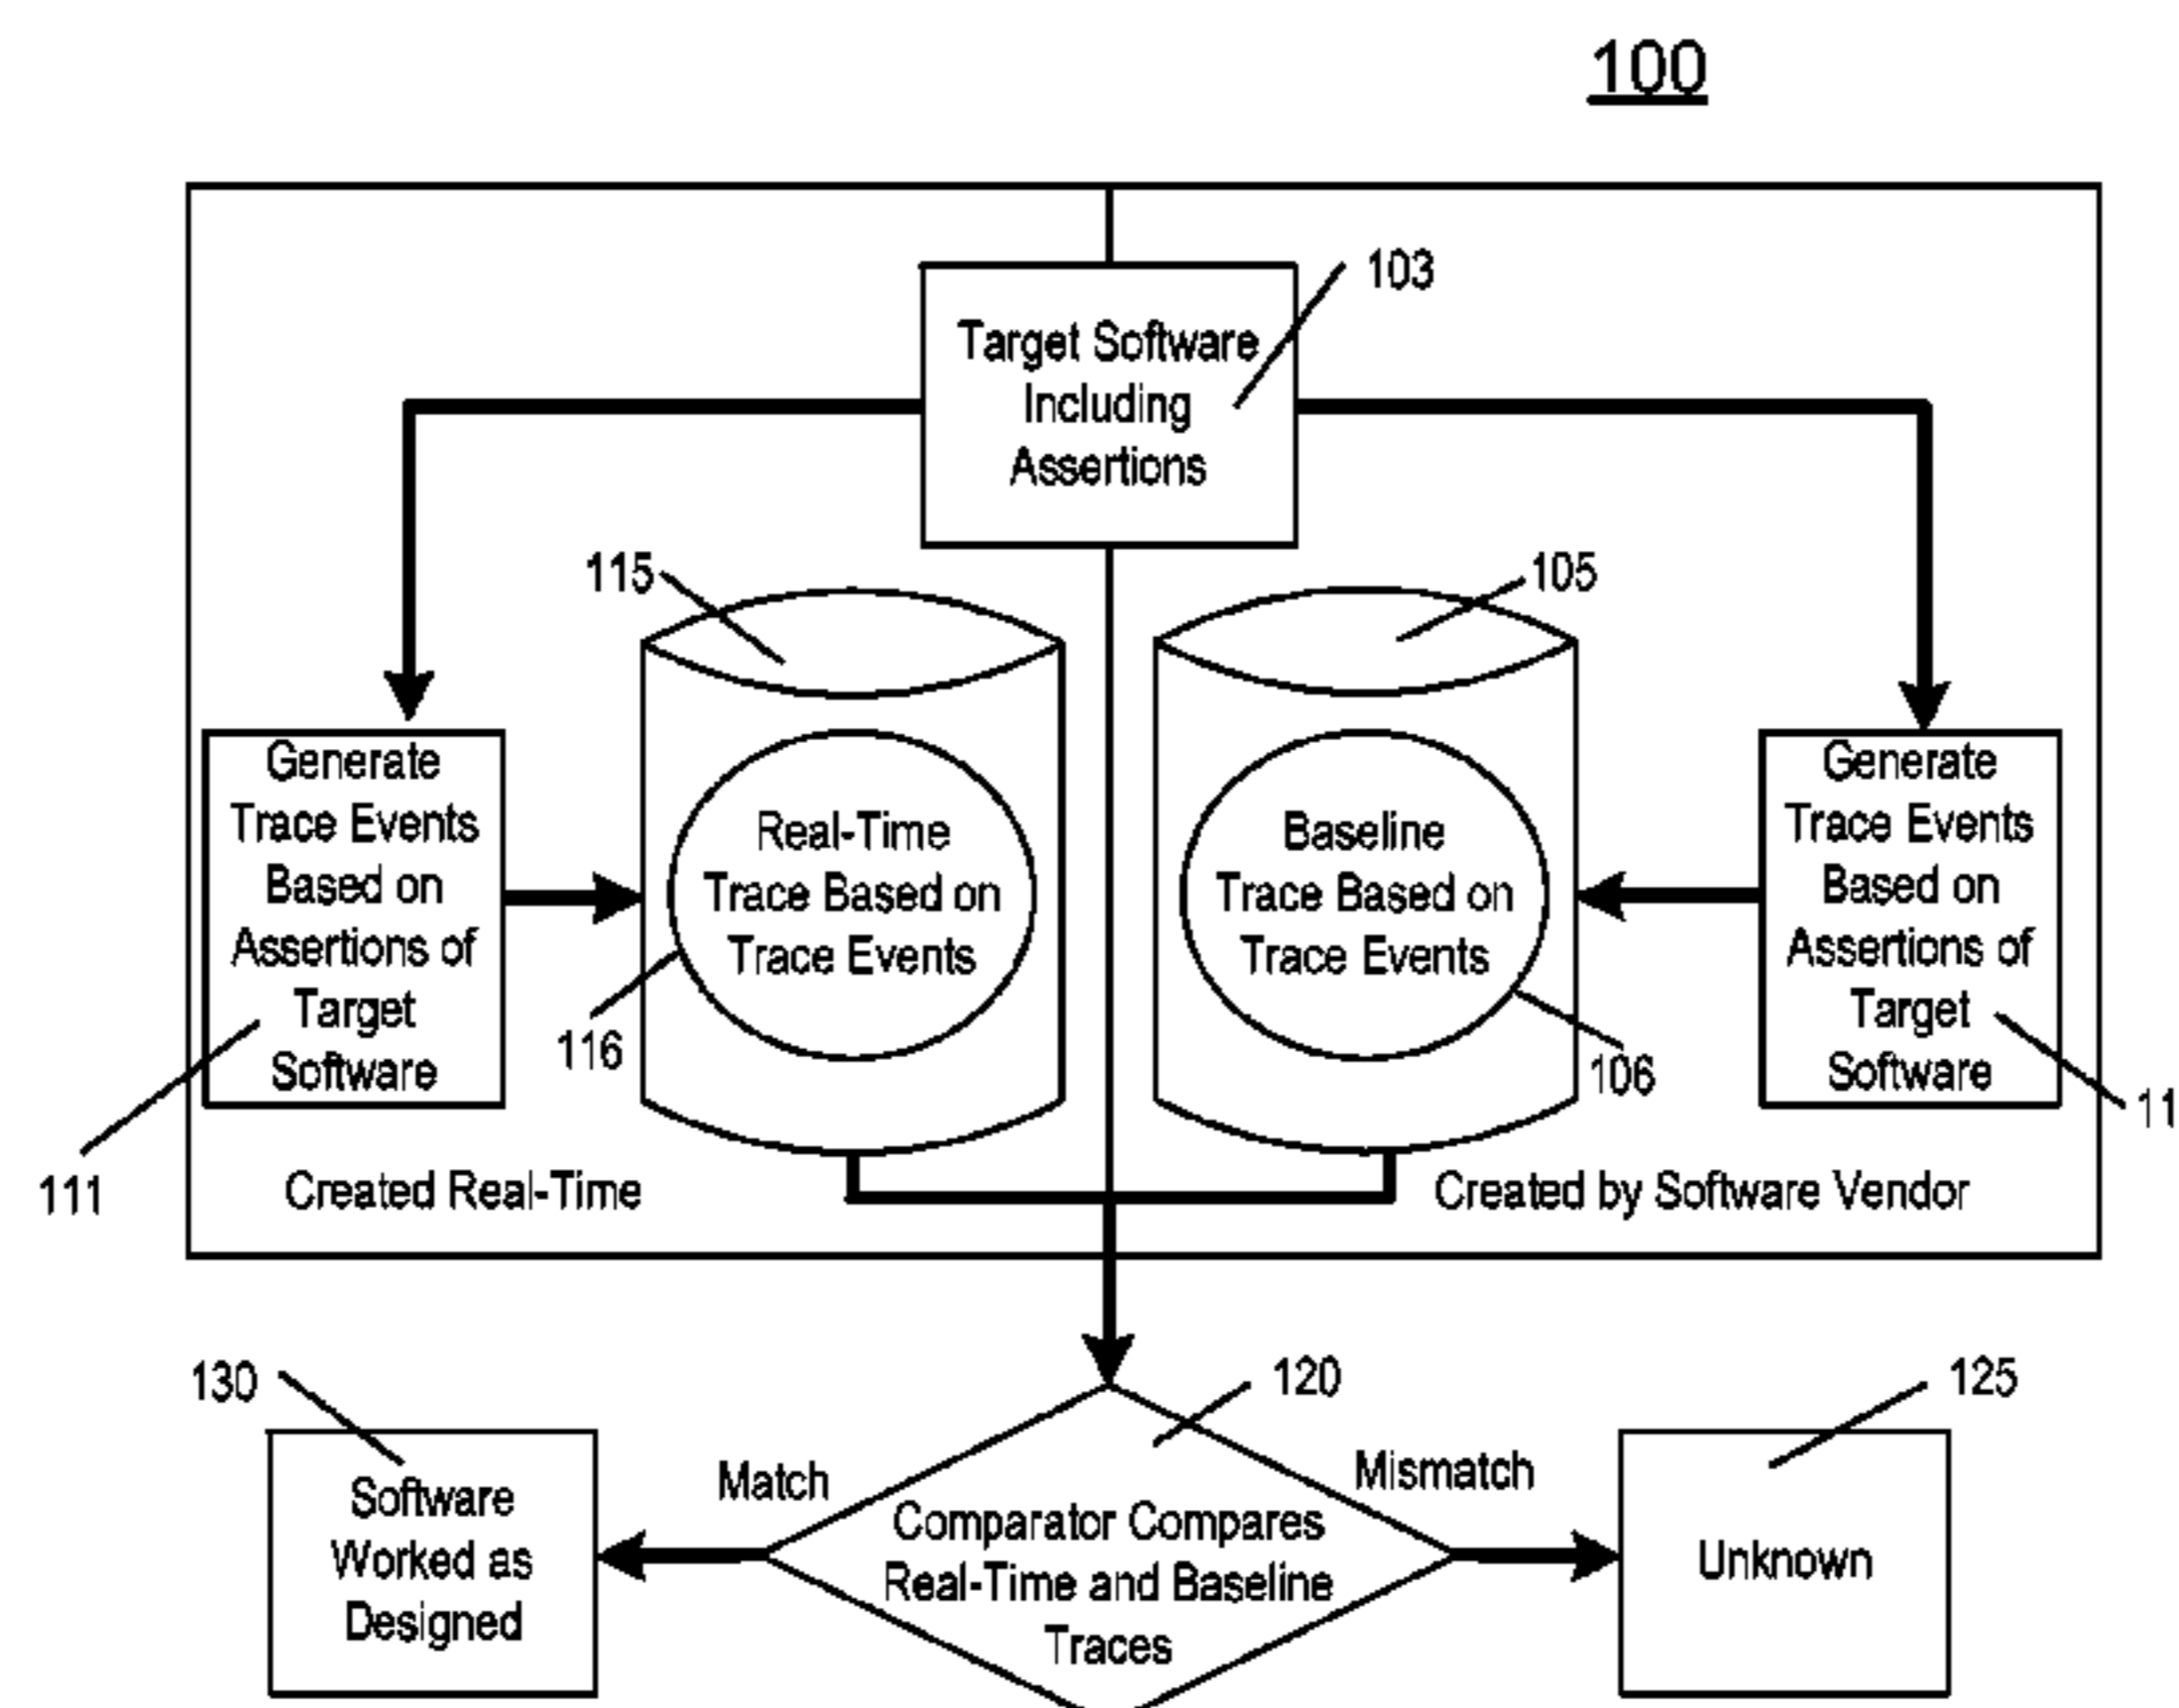 100
103
Target Software
Including
Assertions
115
105
Generate
Trace Events
Based on
Assertions of
Target
Software
Real-Time
Trace Based on
Trace Events
Baseline
Trace Based on
Trace Events
Generate
Trace Events
Based on
Assertions of
Target
Software
116
106
11
111
Created Real-Time
Created by Software Vendor
130
120
125
Match
Mismatch
Software
Worked as
Designed
Comparator Compares
Real-Time and Baseline
Traces
Unknown